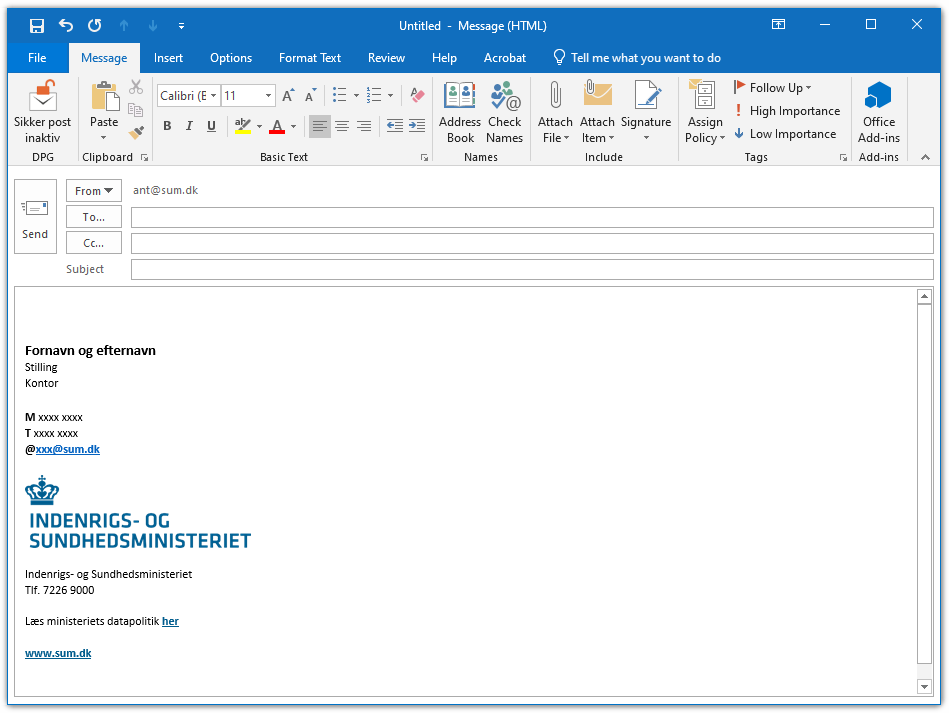 Untitled - Message (HTML)
File Message Insert Options Format Text Review Help Acrobat Tell me what you want to do
Sikker post inaktiv
DPG
Paste
Clipboard
Calibri (E 11
B I U
Basic Text
Address Book
Check Names
Names
Attach File
Attach Item
Signature
Include
Assign Policy
Follow Up
High Importance
Low Importance
Tags
Office Add-ins
Add-ins
Send
From ant@sum.dk
To...
Cc...
Subject
Fornavn og efternavn
Stilling
Kontor
M xxxx xxxx
T xxxx xxxx
@xxx@sum.dk
INDENRIGS- OG
SUNDHEDSMINISTERIET
Indenrigs- og Sundhedsministeriet
Tlf. 7226 9000
Læs ministeriets datapolitik her
www.sum.dk